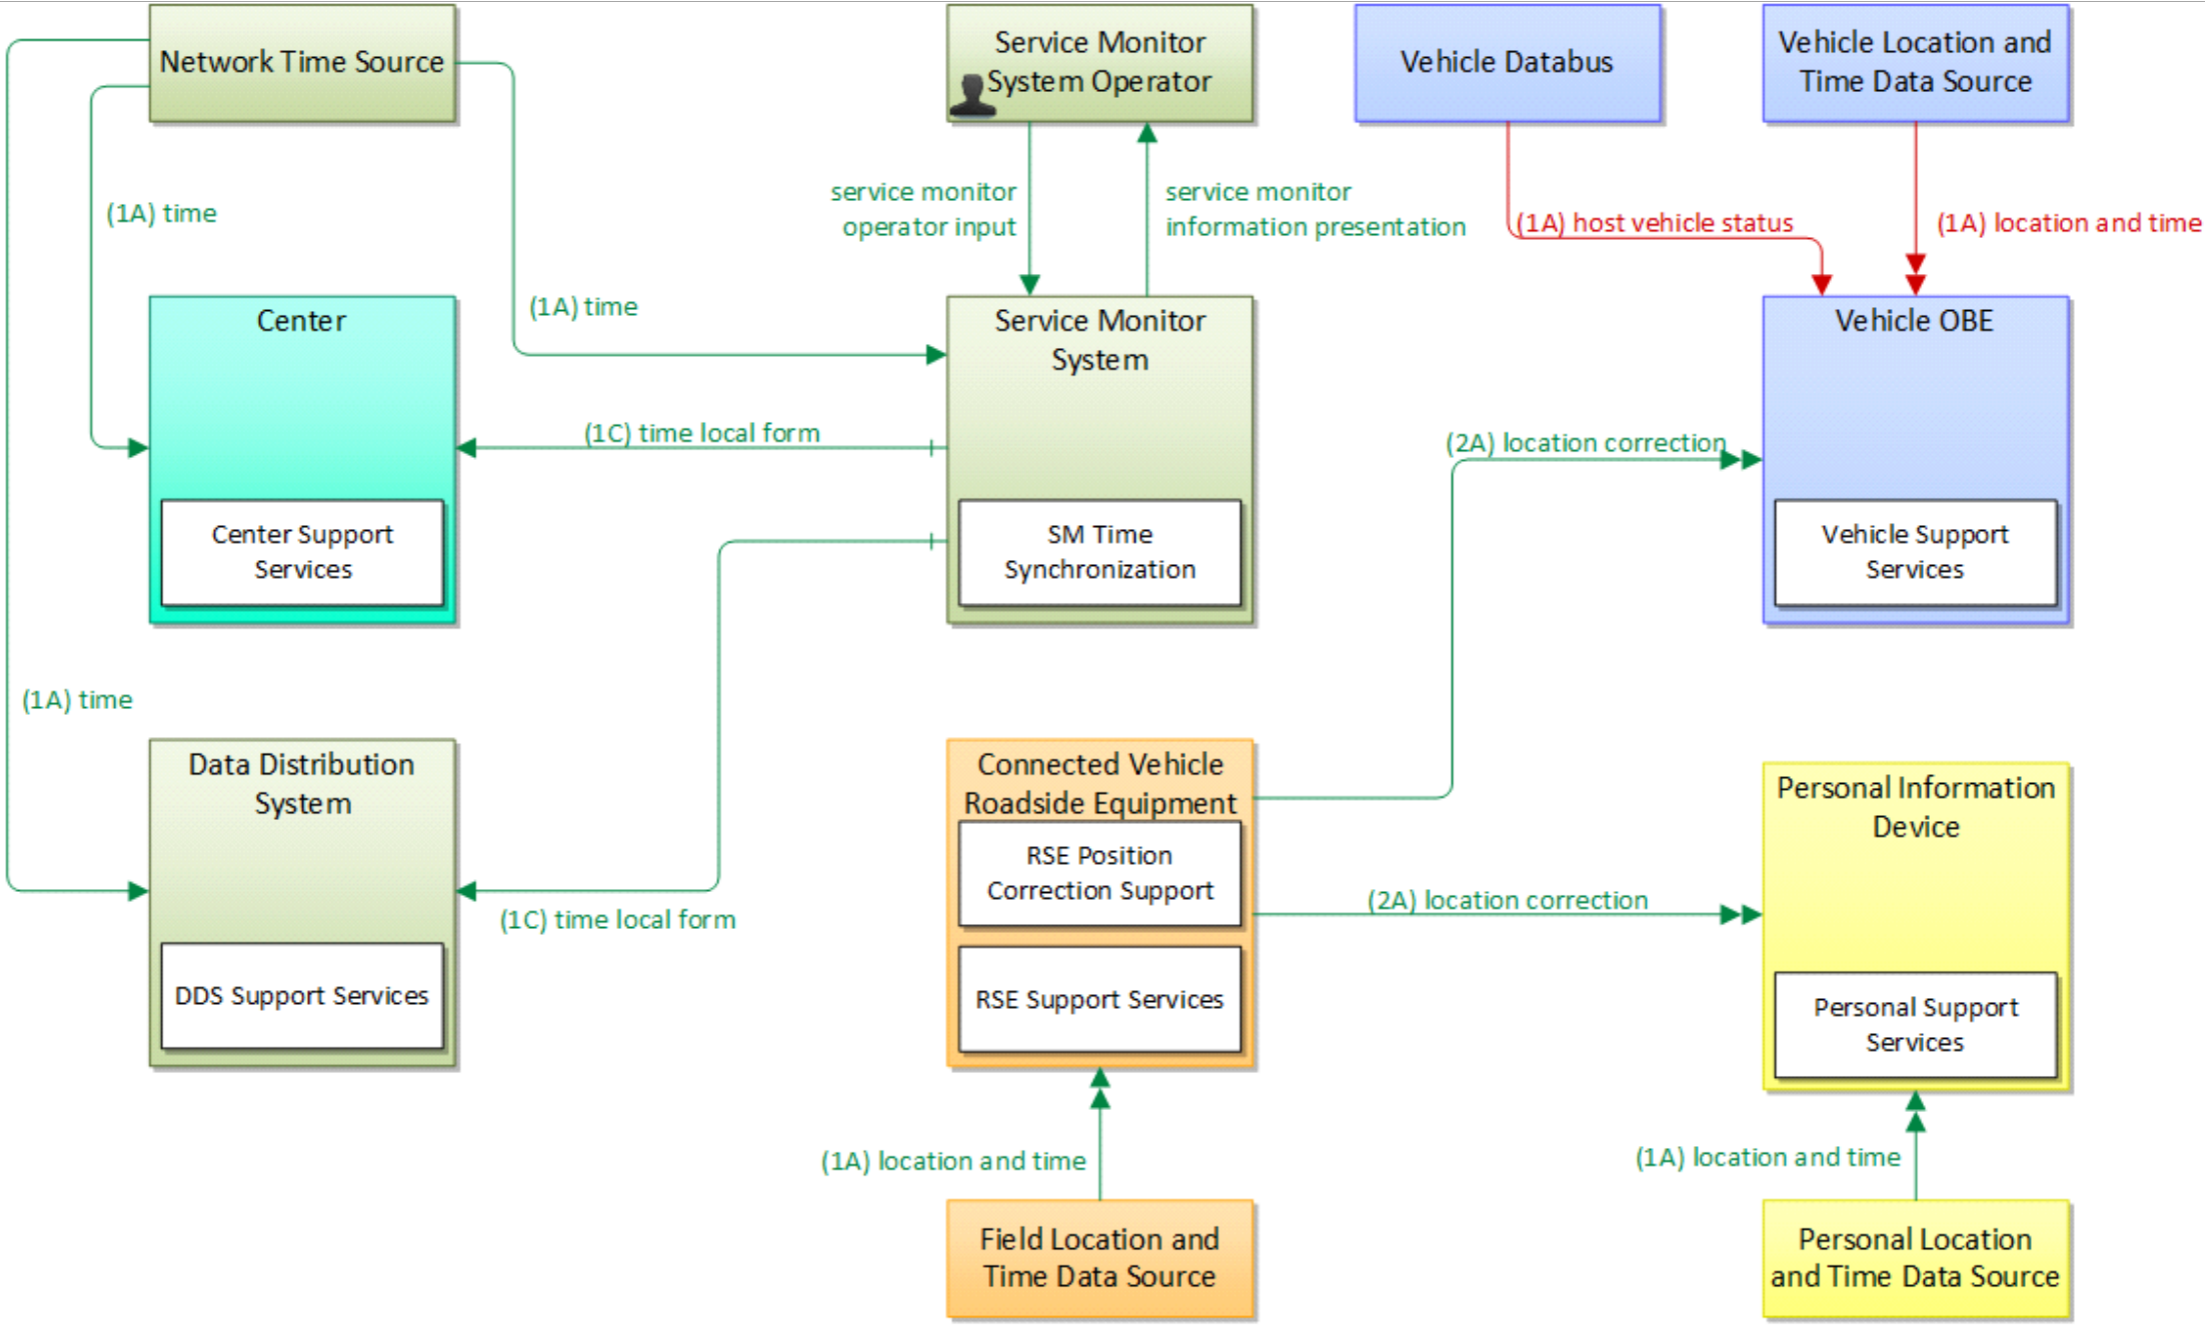 Network Time Source
Service Monitor
System Operator
Vehicle Databus
Vehicle Location and
Time Data Source
(1A) time
service monitor
operator input
service monitor
information presentation
(1A) host vehicle status
(1A) location and time
(1A) time
Center
Service Monitor
System
Vehicle OBE
(1C) time local form
(2A) location correction
Center Support
Services
SM Time
Synchronization
Vehicle Support
Services
(1A) time
Data Distribution
System
Connected Vehicle
Roadside Equipment
Personal Information
Device
RSE Position
Correction Support
(2A) location correction
(1C) time local form
DDS Support Services
RSE Support Services
Personal Support
Services
(1A) location and time
(1A) location and time
Field Location and
Time Data Source
Personal Location
and Time Data Source